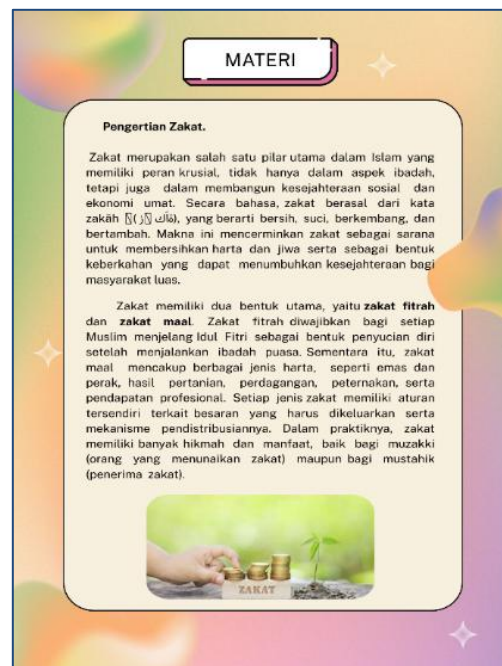 MATERI
Pengertian Zakat.
Zakat merupakan salah satu pilar utama dalam Islam yang
memiliki peran krusial, tidak hanya dalam aspek ibadah,
tetapi juga dalam membangun kesejahteraan sosial dan
ekonomi umat. Secara bahasa, zakat berasal dari kata
zakāh, yang berarti bersih, suci, berkembang, dan
bertambah. Makna ini mencerminkan zakat sebagai sarana
untuk membersihkan harta dan jiwa serta sebagai bentuk
keberkahan yang dapat menumbuhkan kesejahteraan bagi
masyarakat luas.
Zakat memiliki dua bentuk utama, yaitu zakat fitrah
dan zakat maal. Zakat fitrah diwajibkan bagi setiap
Muslim menjelang Idul Fitri sebagai bentuk penyucian diri
setelah menjalankan ibadah puasa. Sementara itu, zakat
maal mencakup berbagai jenis harta, seperti emas dan
perak, hasil pertanian, perdagangan, peternakan, serta
pendapatan profesional. Setiap jenis zakat memiliki aturan
tersendiri terkait besaran yang harus dikeluarkan serta
mekanisme pendistribusiannya. Dalam praktiknya, zakat
memiliki banyak hikmah dan manfaat, baik bagi muzakki
(orang yang menunaikan zakat) maupun bagi mustahik
(penerima zakat).
ZAKAT